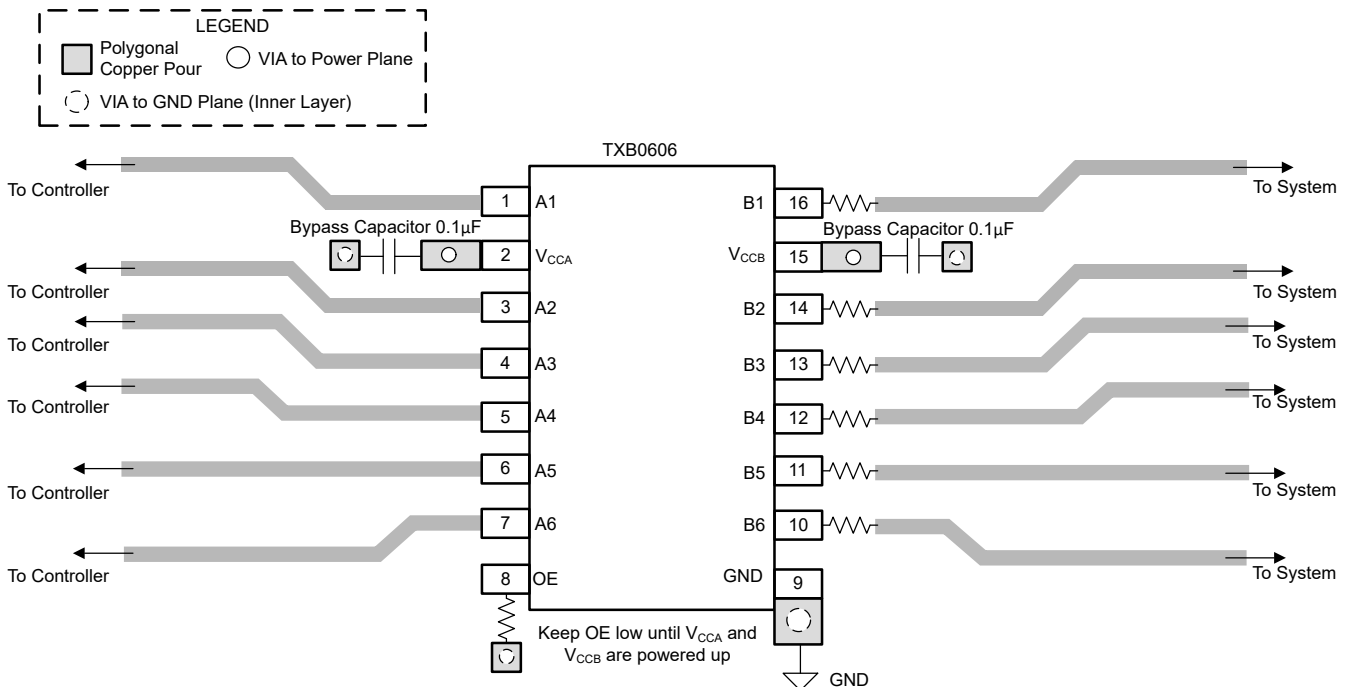 LEGEND
Polygonal
Copper Pour
VIA to Power Plane
VIA to GND Plane (Inner Layer)
TXB0606
To Controller
1 A1
B1 16
To System
Bypass Capacitor 0.1µF
2 VCCA
Bypass Capacitor 0.1µF
VCCB 15
To Controller
3 A2
B2 14
To System
To Controller
4 A3
B3 13
To System
To Controller
5 A4
B4 12
To System
To Controller
6 A5
B5 11
To System
To Controller
7 A6
B6 10
To System
8 OE
GND 9
Keep OE low until VCCA and
VCCB are powered up
GND